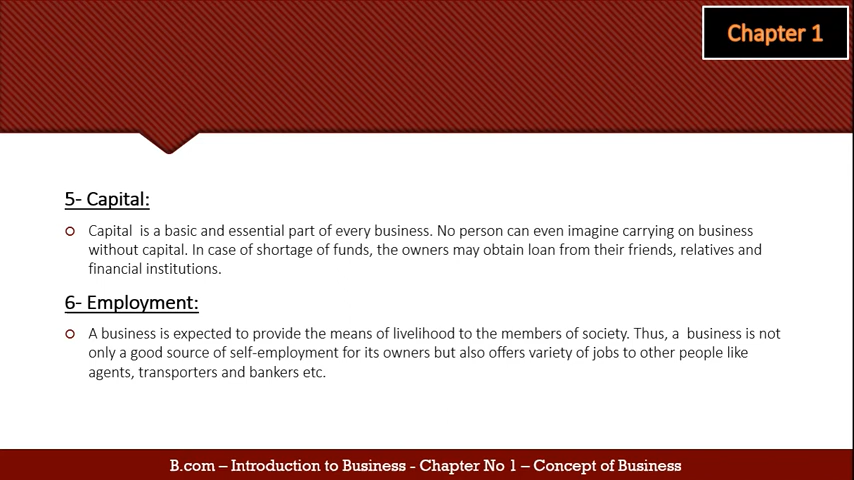 Chapter 1
5- Capital:
Capital is a basic and essential part of every business. No person can even imagine carrying on business
without capital. In case of shortage of funds, the owners may obtain loan from their friends, relatives and
financial institutions.
6- Employment:
A business is expected to provide the means of livelihood to the members of society. Thus, a business is not
only a good source of self-employment for its owners but also offers variety of jobs to other people like
agents, transporters and bankers etc.
B.com – Introduction to Business - Chapter No 1 – Concept of Business